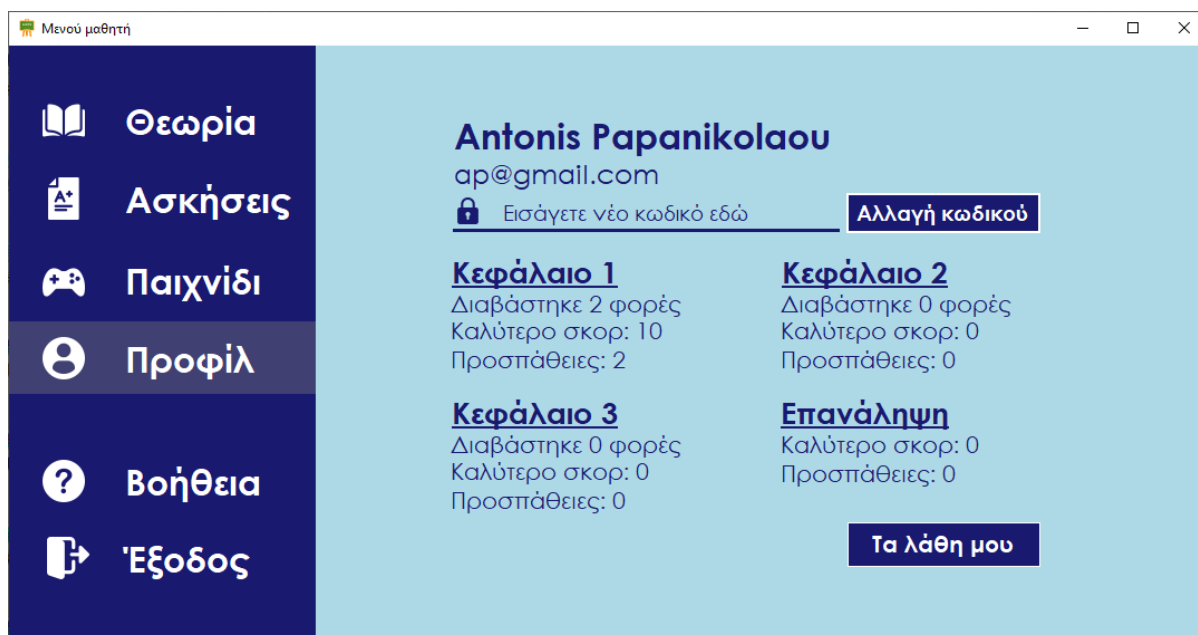 Μενού μαθητή
Θεωρία
Ασκήσεις
Παιχνίδι
Προφίλ
Βοήθεια
Έξοδος
Antonis Papanikolaou
ap@gmail.com
Εισάγετε νέο κωδικό εδώ
Αλλαγή κωδικού
Κεφάλαιο 1
Διαβάστηκε 2 φορές
Καλύτερο σκορ: 10
Προσπάθειες: 2
Κεφάλαιο 2
Διαβάστηκε 0 φορές
Καλύτερο σκορ: 0
Προσπάθειες: 0
Κεφάλαιο 3
Διαβάστηκε 0 φορές
Καλύτερο σκορ: 0
Προσπάθειες: 0
Επανάληψη
Καλύτερο σκορ: 0
Προσπάθειες: 0
Τα λάθη μου